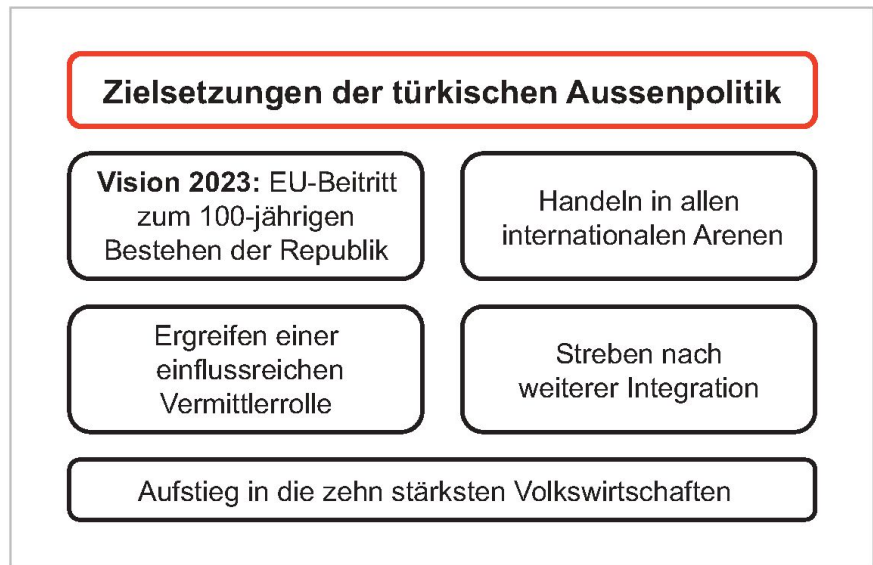 Zielsetzungen der türkischen Aussenpolitik
Vision 2023: EU-Beitritt
zum 100-jährigen
Bestehen der Republik
Handeln in allen
internationalen Arenen
Ergreifen einer
einflussreichen
Vermittlerrolle
Streben nach
weiterer Integration
Aufstieg in die zehn stärksten Volkswirtschaften